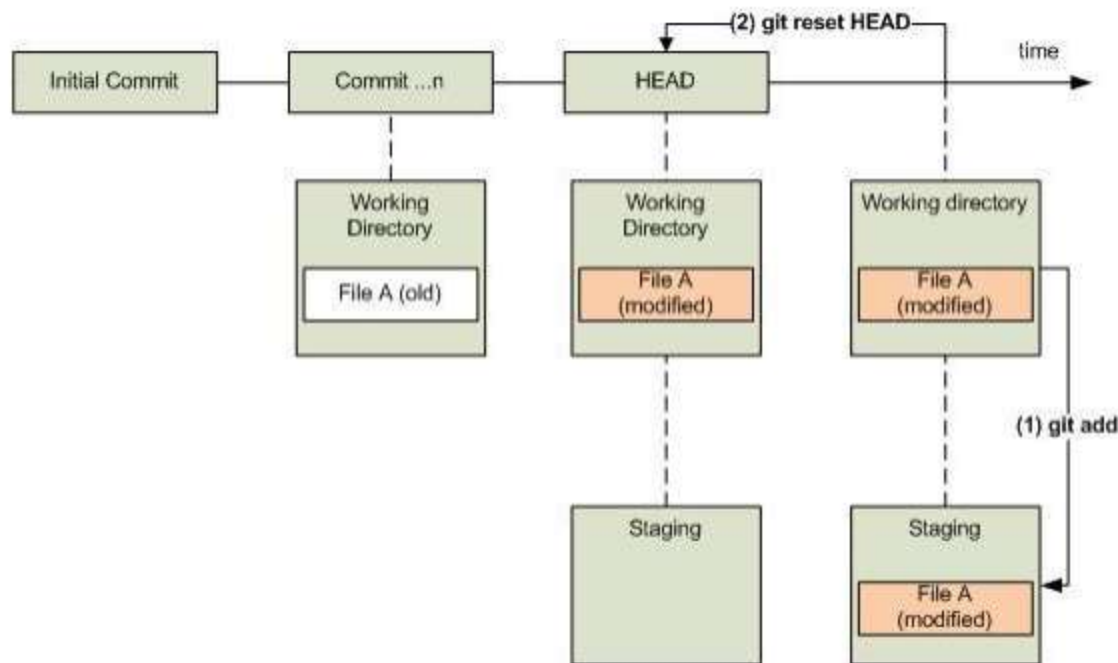 (2) git reset HEAD
time
Initial Commit
Commit ...n
HEAD
Working
Directory
File A (old)
Working
Directory
File A
(modified)
Working directory
File A
(modified)
(1) git add
Staging
Staging
File A
(modified)